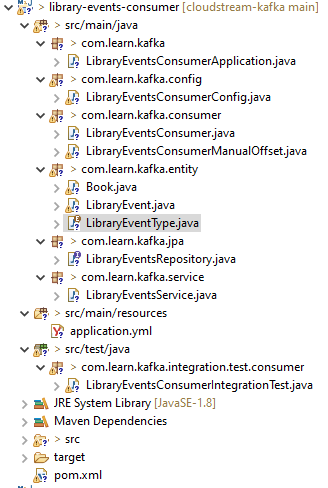 > library-events-consumer [cloudstream-kafka main]
> src/main/java
> com.learn.kafka
LibraryEventsConsumerApplication.java
> com.learn.kafka.config
LibraryEventsConsumerConfig.java
> com.learn.kafka.consumer
LibraryEventsConsumer.java
LibraryEventsConsumerManualOffset.java
> com.learn.kafka.entity
Book.java
LibraryEvent.java
LibraryEventType.java
> com.learn.kafka.jpa
LibraryEventsRepository.java
> com.learn.kafka.service
LibraryEventsService.java
> src/main/resources
application.yml
> src/test/java
> com.learn.kafka.integration.test.consumer
LibraryEventsConsumerIntegrationTest.java
JRE System Library [JavaSE-1.8]
Maven Dependencies
> src
target
pom.xml